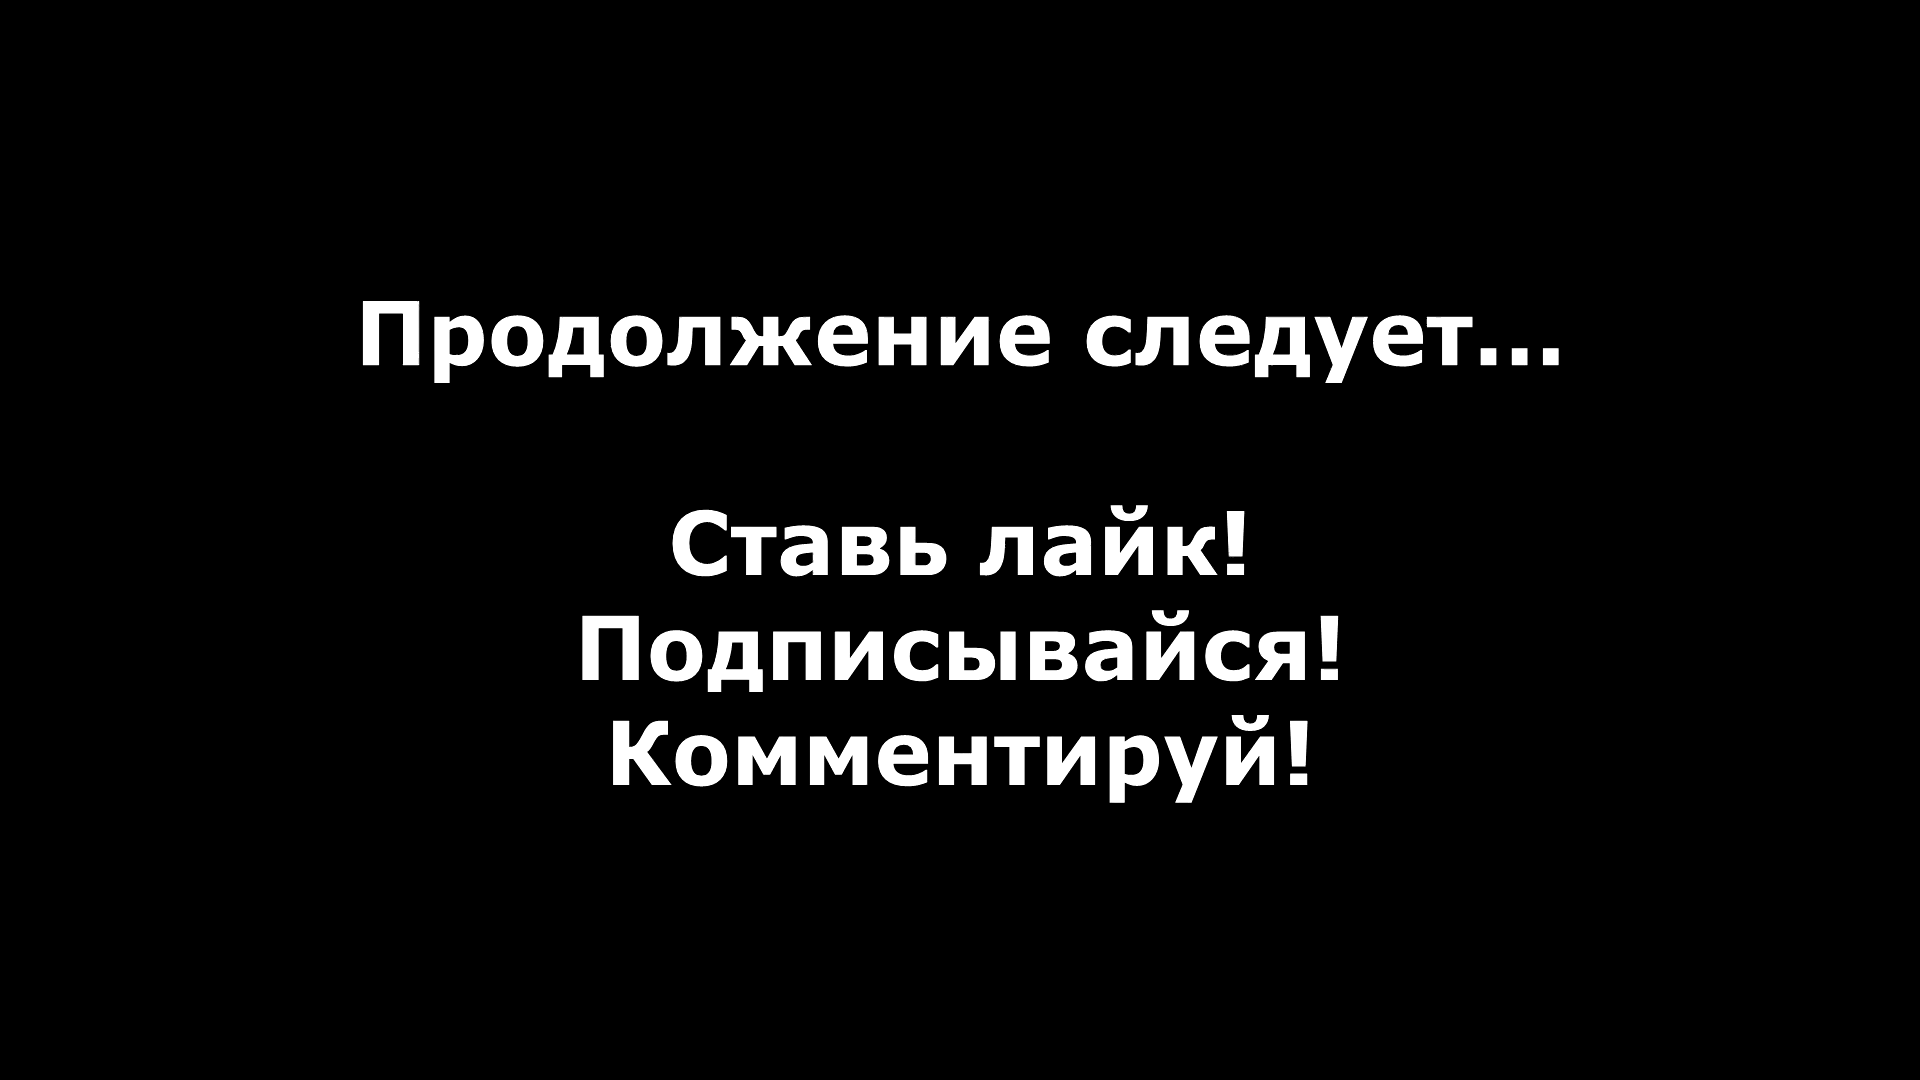 Продолжение следует...
Ставь лайк!
Подписывайся!
Комментируй!